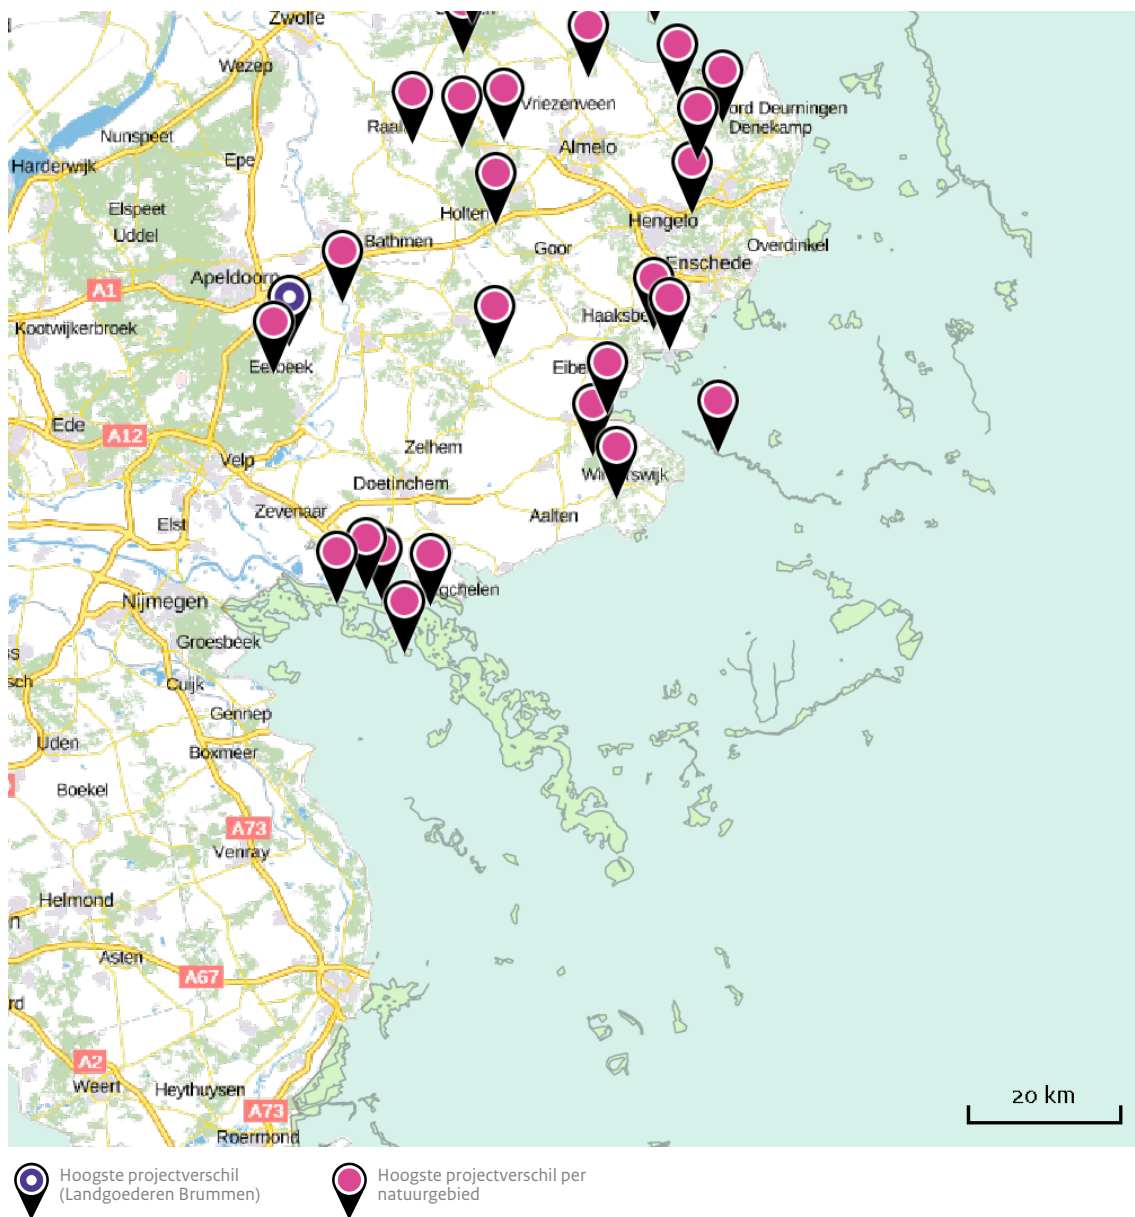 Zwolle
Wezep
Vriezenveen
Nunspeet
Raal
Denekamp
Harderwijk
Epe
Almelo
Elspeet
Holten
Hengelo
Uddel
Bathmen
Goor
Overdinkel
Apeldoorn
Enschede
A1
Kootwijkerbroek
Haaksbe
Eerbeek
Eibe
Ede
A12
Zelhem
Velp
Winterswijk
Doetinchem
Zevenaar
Aalten
Elst
Nijmegen
Groesbeek
Cuijk
Gennep
Uden
Boxmeer
Boekel
A73
Venray
Helmond
Asten
A67
rd
A2
Weert
Heythuysen
20 km
A73
Roermond
Hoogste projectverschil
(Landgoederen Brummen)
Hoogste projectverschil per
natuurgebied